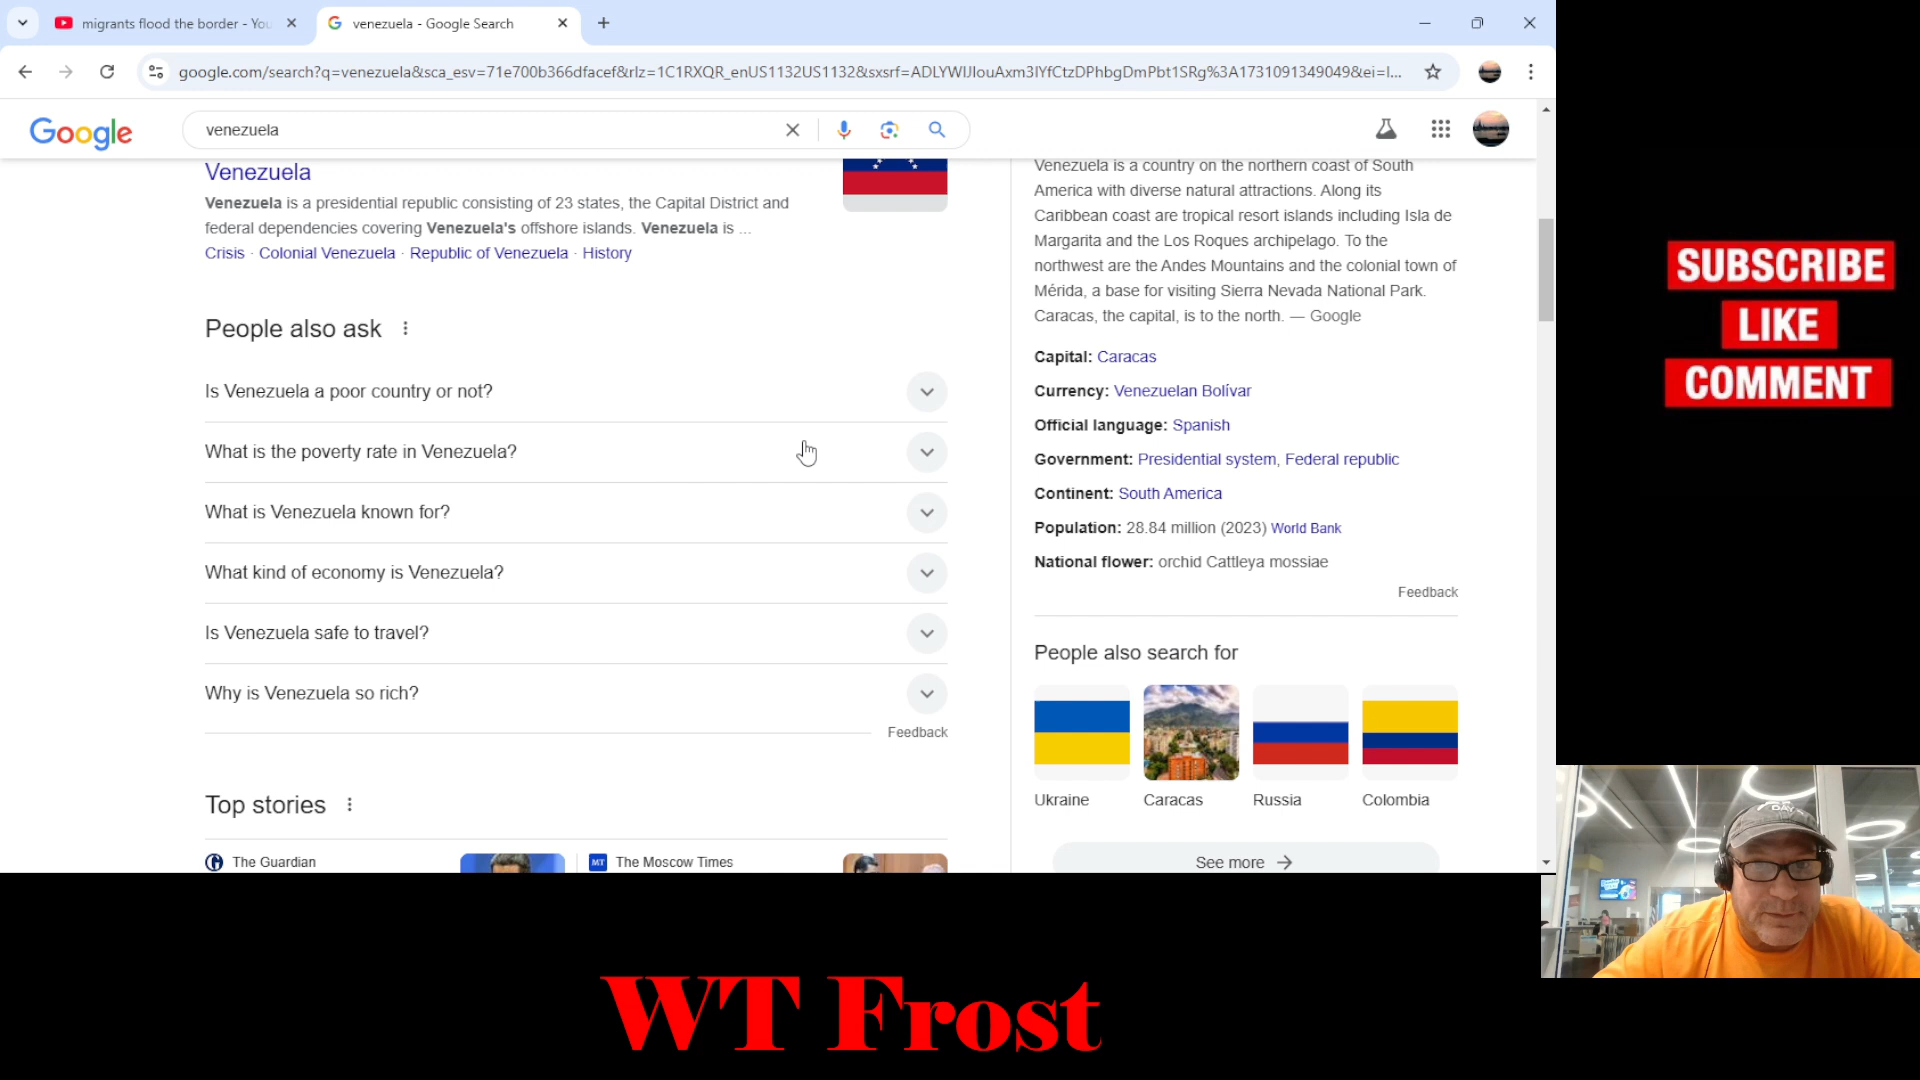 migrants flood the border - You
venezuela - Google Search
google.com/search?q=venezuela&sca_esv=71e700b366dfacef&rlz=1C1RXQR_enUS1132US1132&sxsrf=ADLYWIJlouAxm3lYfCtzDPhbgDmPbt1SRg%3A1731091349049&ei=I...
Google
venezuela
Venezuela
Venezuela is a presidential republic consisting of 23 states, the Capital District and
federal dependencies covering Venezuela's offshore islands. Venezuela is ...
Crisis · Colonial Venezuela · Republic of Venezuela · History
People also ask
Is Venezuela a poor country or not?
What is the poverty rate in Venezuela?
What is Venezuela known for?
What kind of economy is Venezuela?
Is Venezuela safe to travel?
Why is Venezuela so rich?
Feedback
Top stories
The Guardian
MT The Moscow Times
Venezuela is a country on the northern coast of South
America with diverse natural attractions. Along its
Caribbean coast are tropical resort islands including Isla de
Margarita and the Los Roques archipelago. To the
northwest are the Andes Mountains and the colonial town of
Mérida, a base for visiting Sierra Nevada National Park.
Caracas, the capital, is to the north. — Google
Capital: Caracas
Currency: Venezuelan Bolívar
Official language: Spanish
Government: Presidential system, Federal republic
Continent: South America
Population: 28.84 million (2023) World Bank
National flower: orchid Cattleya mossiae
Feedback
People also search for
Ukraine
Caracas
Russia
Colombia
See more
SUBSCRIBE
LIKE
COMMENT
DAY
WT Frost